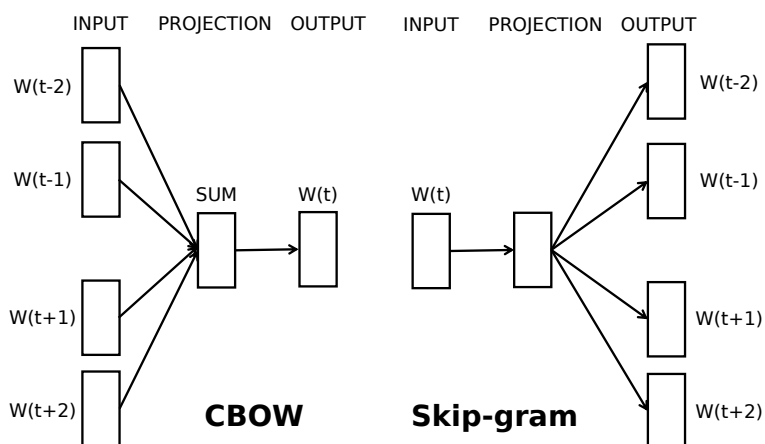 INPUT PROJECTION OUTPUT
W(t-2)
W(t-1)
SUM W(t)
W(t+1)
W(t+2)
CBOW
INPUT PROJECTION OUTPUT
W(t-2)
W(t-1)
W(t)
W(t+1)
W(t+2)
Skip-gram